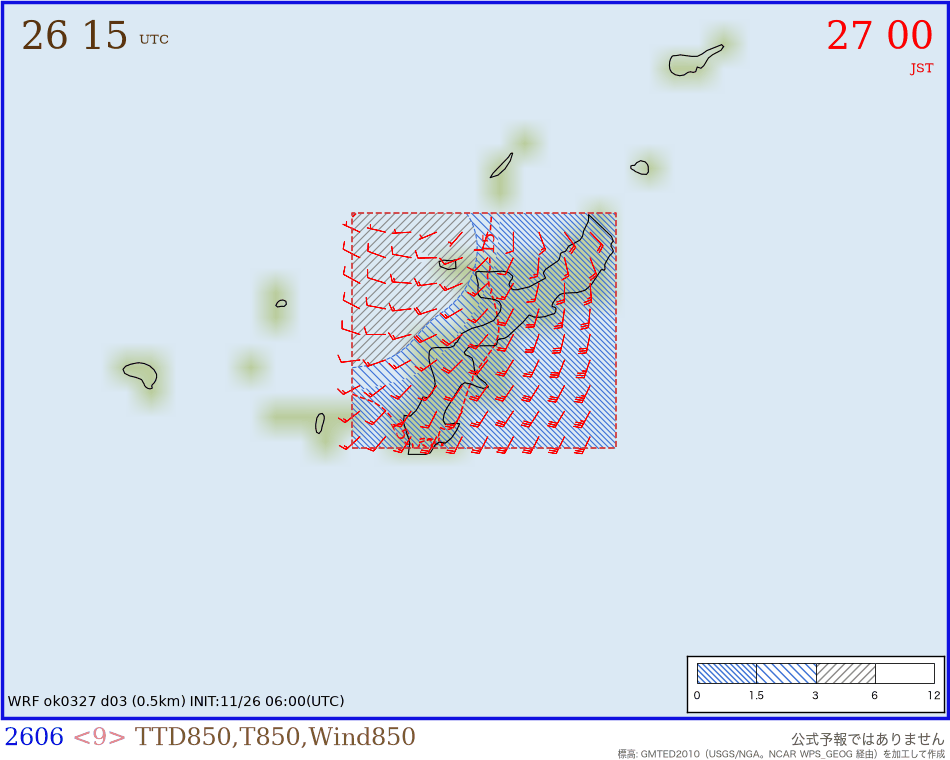 26 15 UTC
27 00
JST
0 1.5 3 6 12
WRF ok0327 d03 (0.5km) INIT:11/26 06:00(UTC)
2606 <9> TTD850,T850,Wind850
公式予報ではありません
標高: GMTED2010（USGS/NGA。NCAR WPS_GEOG 経由）を加工して作成